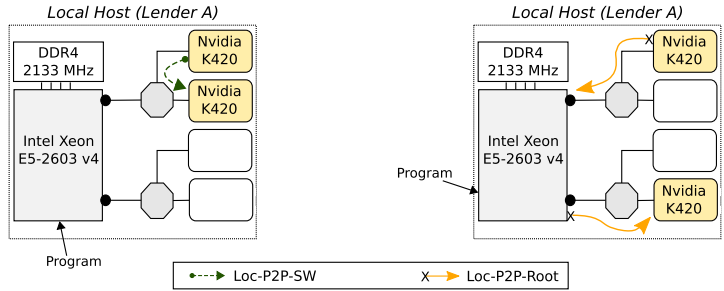 Local Host (Lender A)
DDR4
2133 MHz
Nvidia
K420
Nvidia
K420
Intel Xeon
E5-2603 v4
Program
Local Host (Lender A)
DDR4
2133 MHz
X
Nvidia
K420
Intel Xeon
E5-2603 v4
Program
Nvidia
K420
X
Loc-P2P-SW
X
Loc-P2P-Root